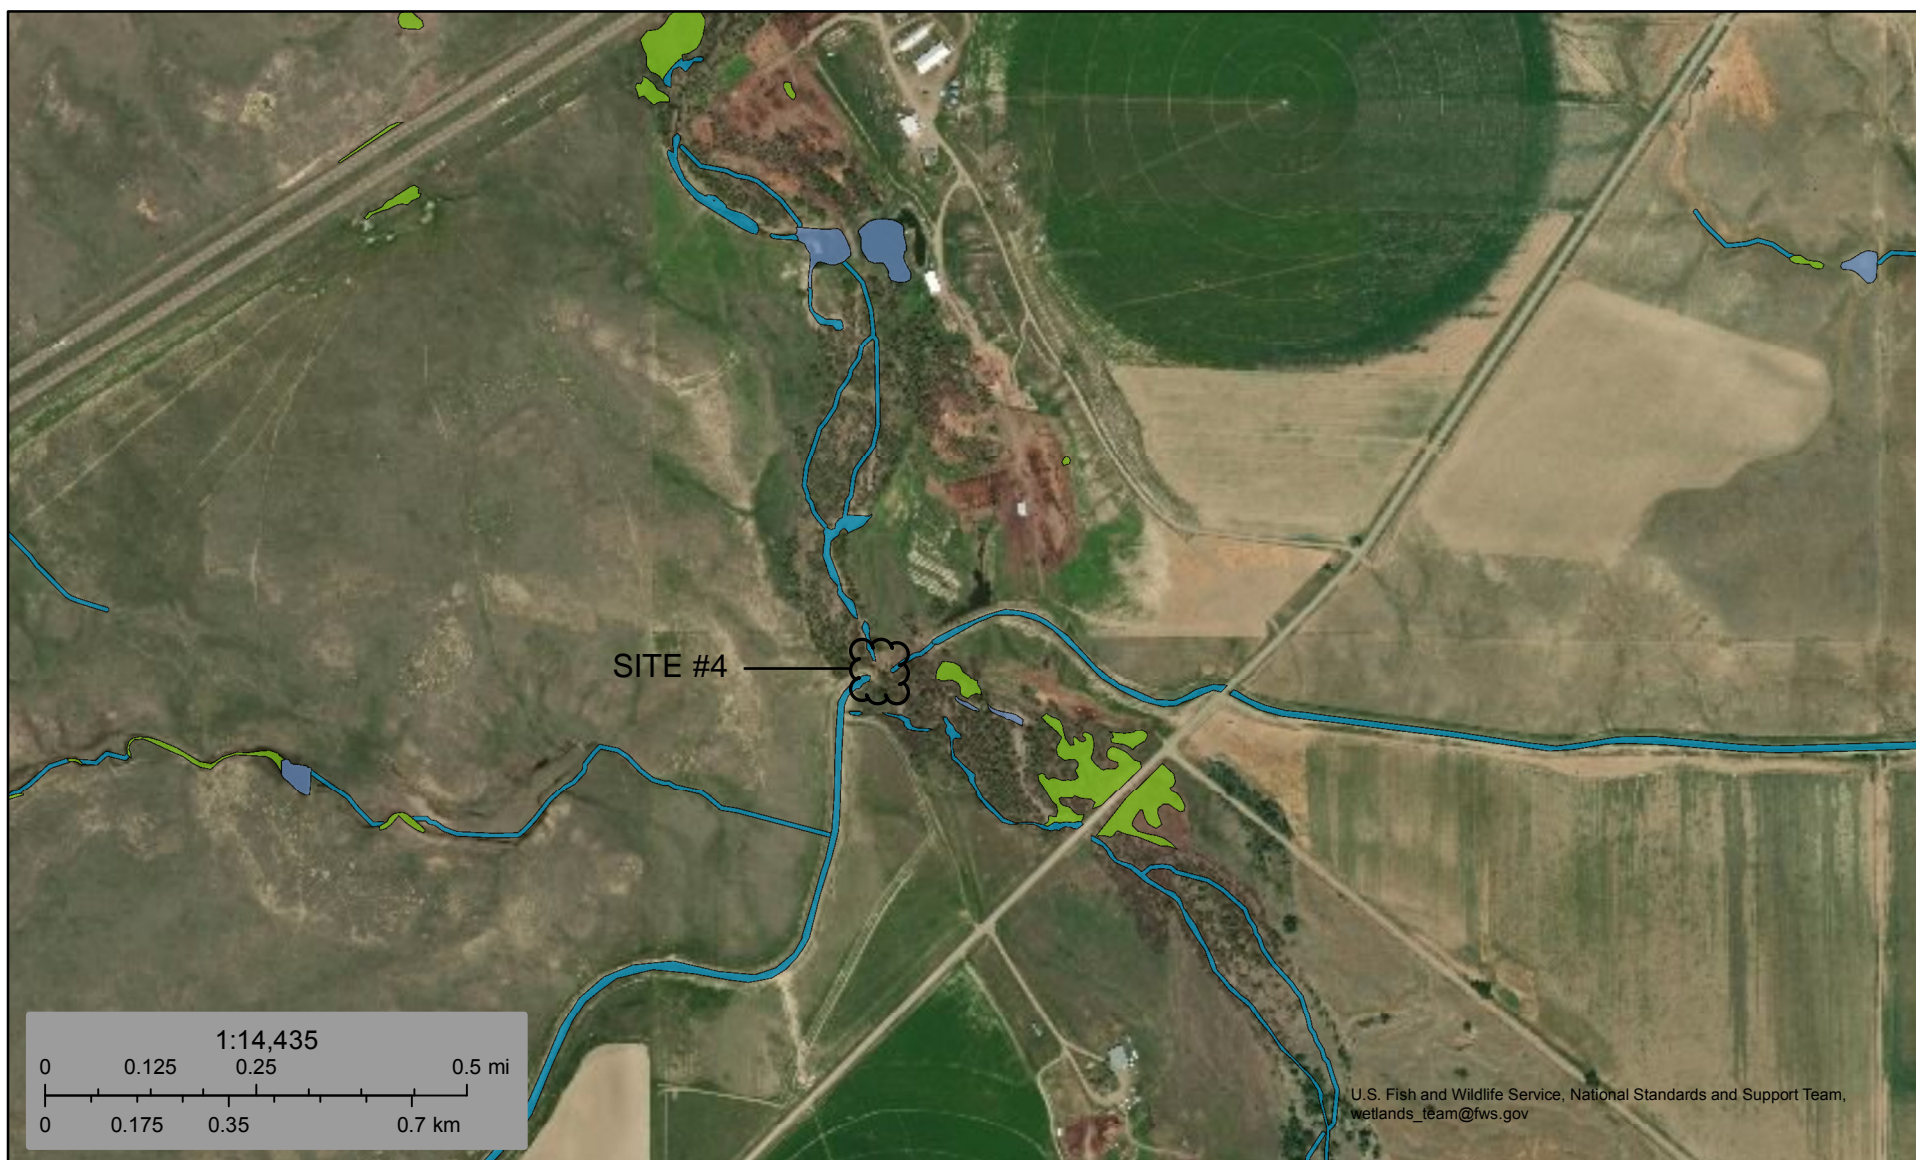 SITE #4
1:14,435
0 0.125 0.25 0.5 mi
0 0.175 0.35 0.7 km
U.S. Fish and Wildlife Service, National Standards and Support Team,
wetlands_team@fws.gov